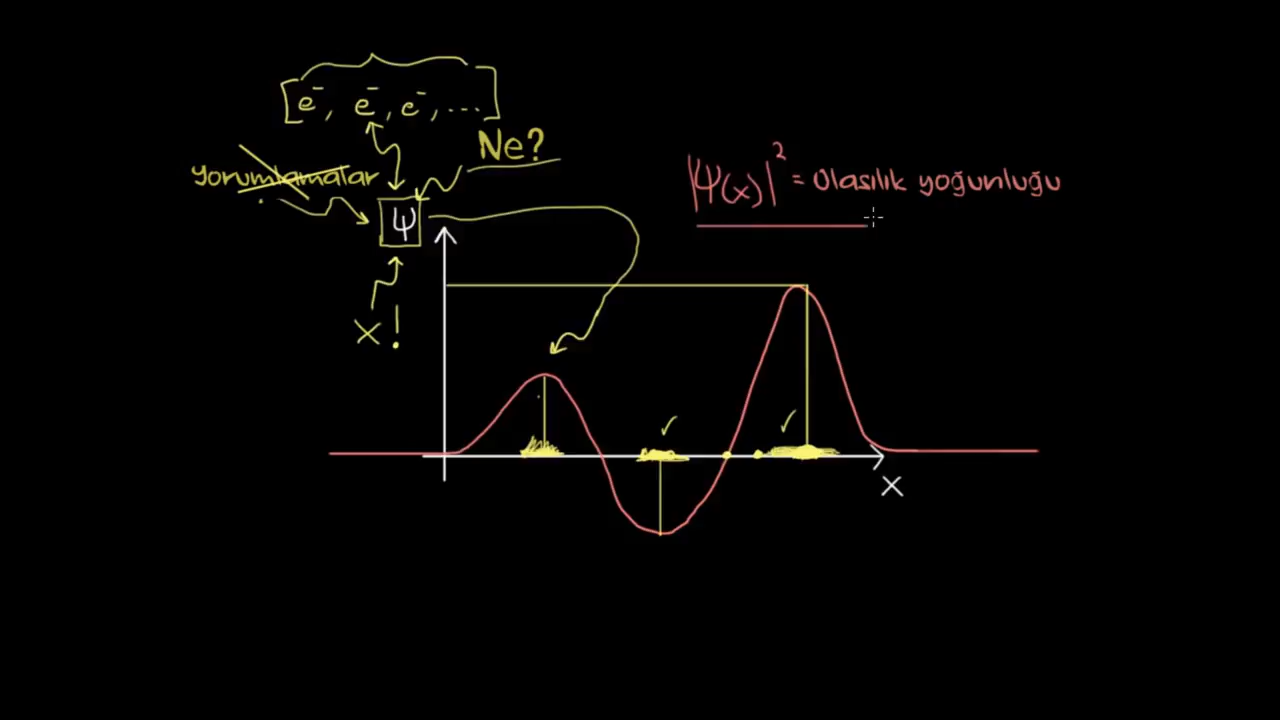 [e⁻, e⁻, e⁻, ....]
Ne?
yorumlamalar
|Ψ(x)|² = Olasılık yoğunluğu
Ψ
x!
x